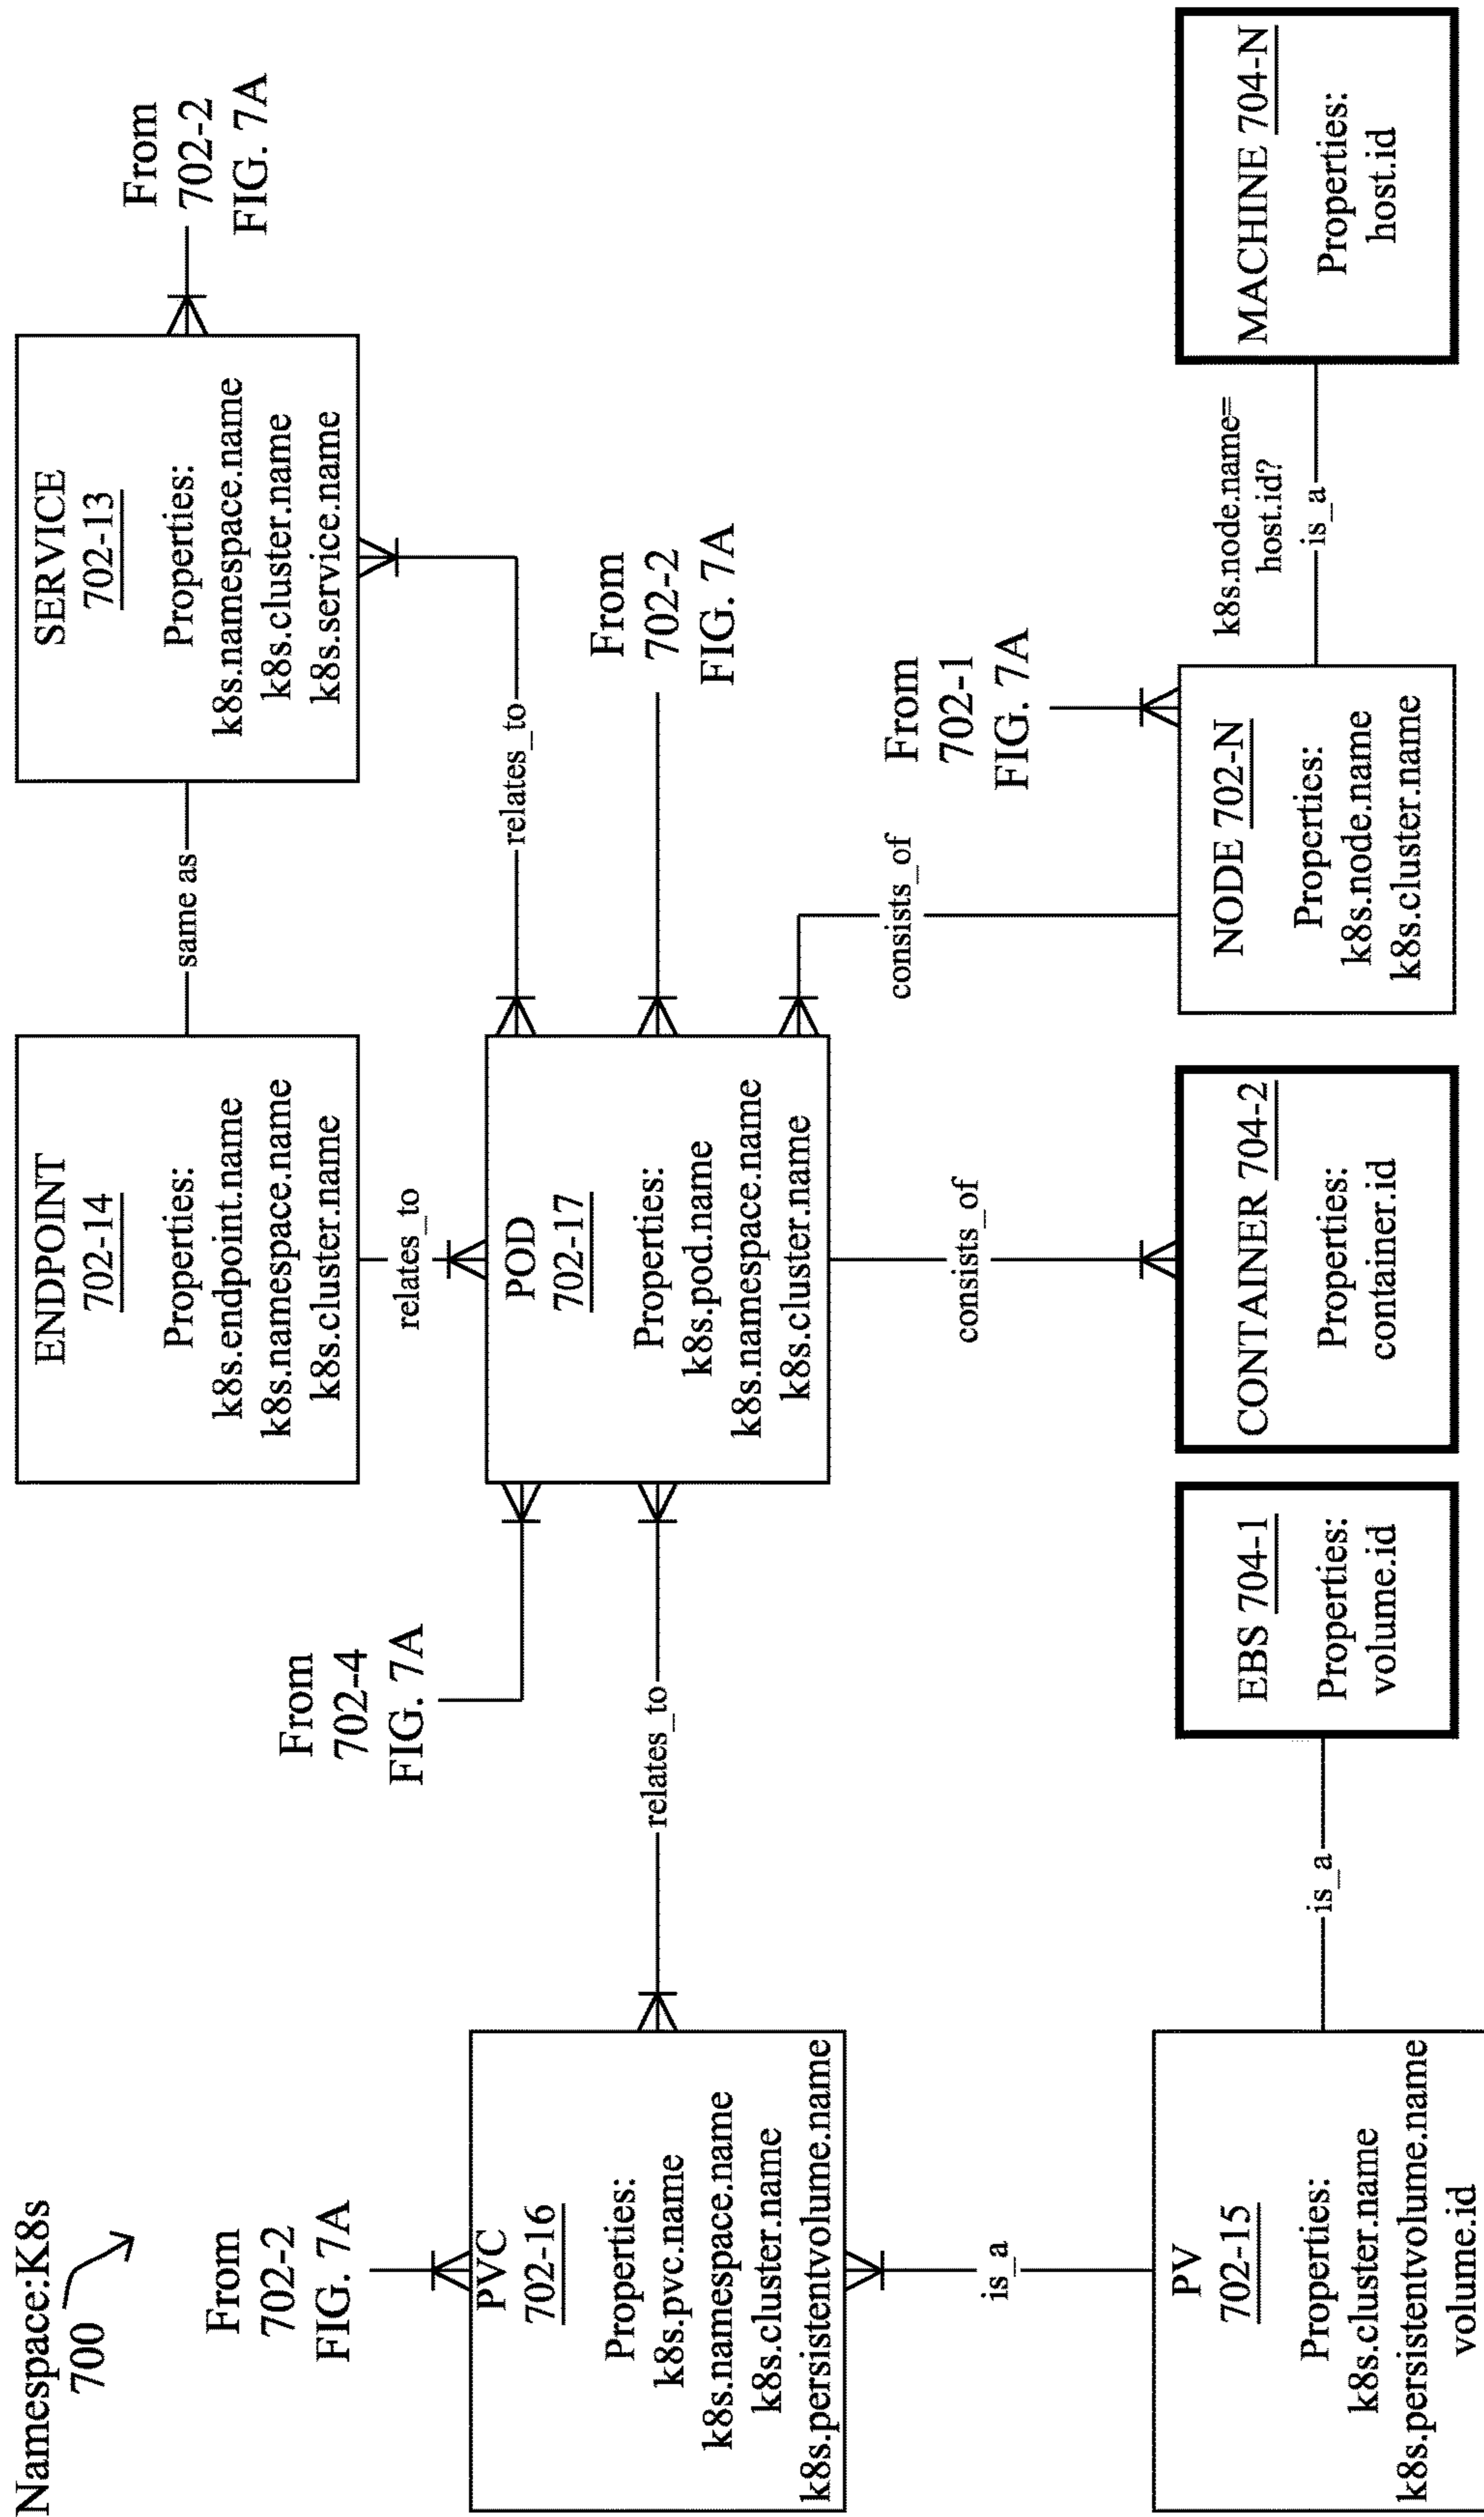 Namespace:K8s
700
From
702-2
FIG. 7A
PVC
702-16
Properties:
k8s.pvc.name
k8s.namespace.name
k8s.cluster.name
k8s.persistentvolume.name
is_a
PV
702-15
Properties:
k8s.cluster.name
k8s.persistentvolume.name
volume.id
From
702-4
FIG. 7A
relates_to
is_a
EBS 704-1
Properties:
volume.id
ENDPOINT
702-14
Properties:
k8s.endpoint.name
k8s.namespace.name
k8s.cluster.name
relates_to
POD
702-17
Properties:
k8s.pod.name
k8s.namespace.name
k8s.cluster.name
consists_of
CONTAINER 704-2
Properties:
container.id
same as
relates_to
consists_of
SERVICE
702-13
Properties:
k8s.namespace.name
k8s.cluster.name
k8s.service.name
From
702-2
FIG. 7A
From
702-2
FIG. 7A
From
702-1
FIG. 7A
NODE 702-N
Properties:
k8s.node.name
k8s.cluster.name
k8s.node.name=
host.id?
is_a
MACHINE 704-N
Properties:
host.id